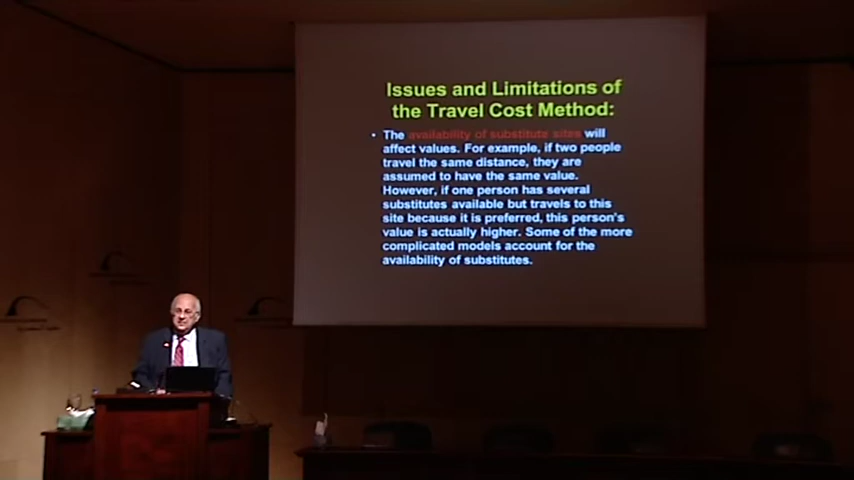 Issues and Limitations of
the Travel Cost Method:
• The availability of substitute sites will
affect values. For example, if two people
travel the same distance, they are
assumed to have the same value.
However, if one person has several
substitutes available but travels to this
site because it is preferred, this person's
value is actually higher. Some of the more
complicated models account for the
availability of substitutes.